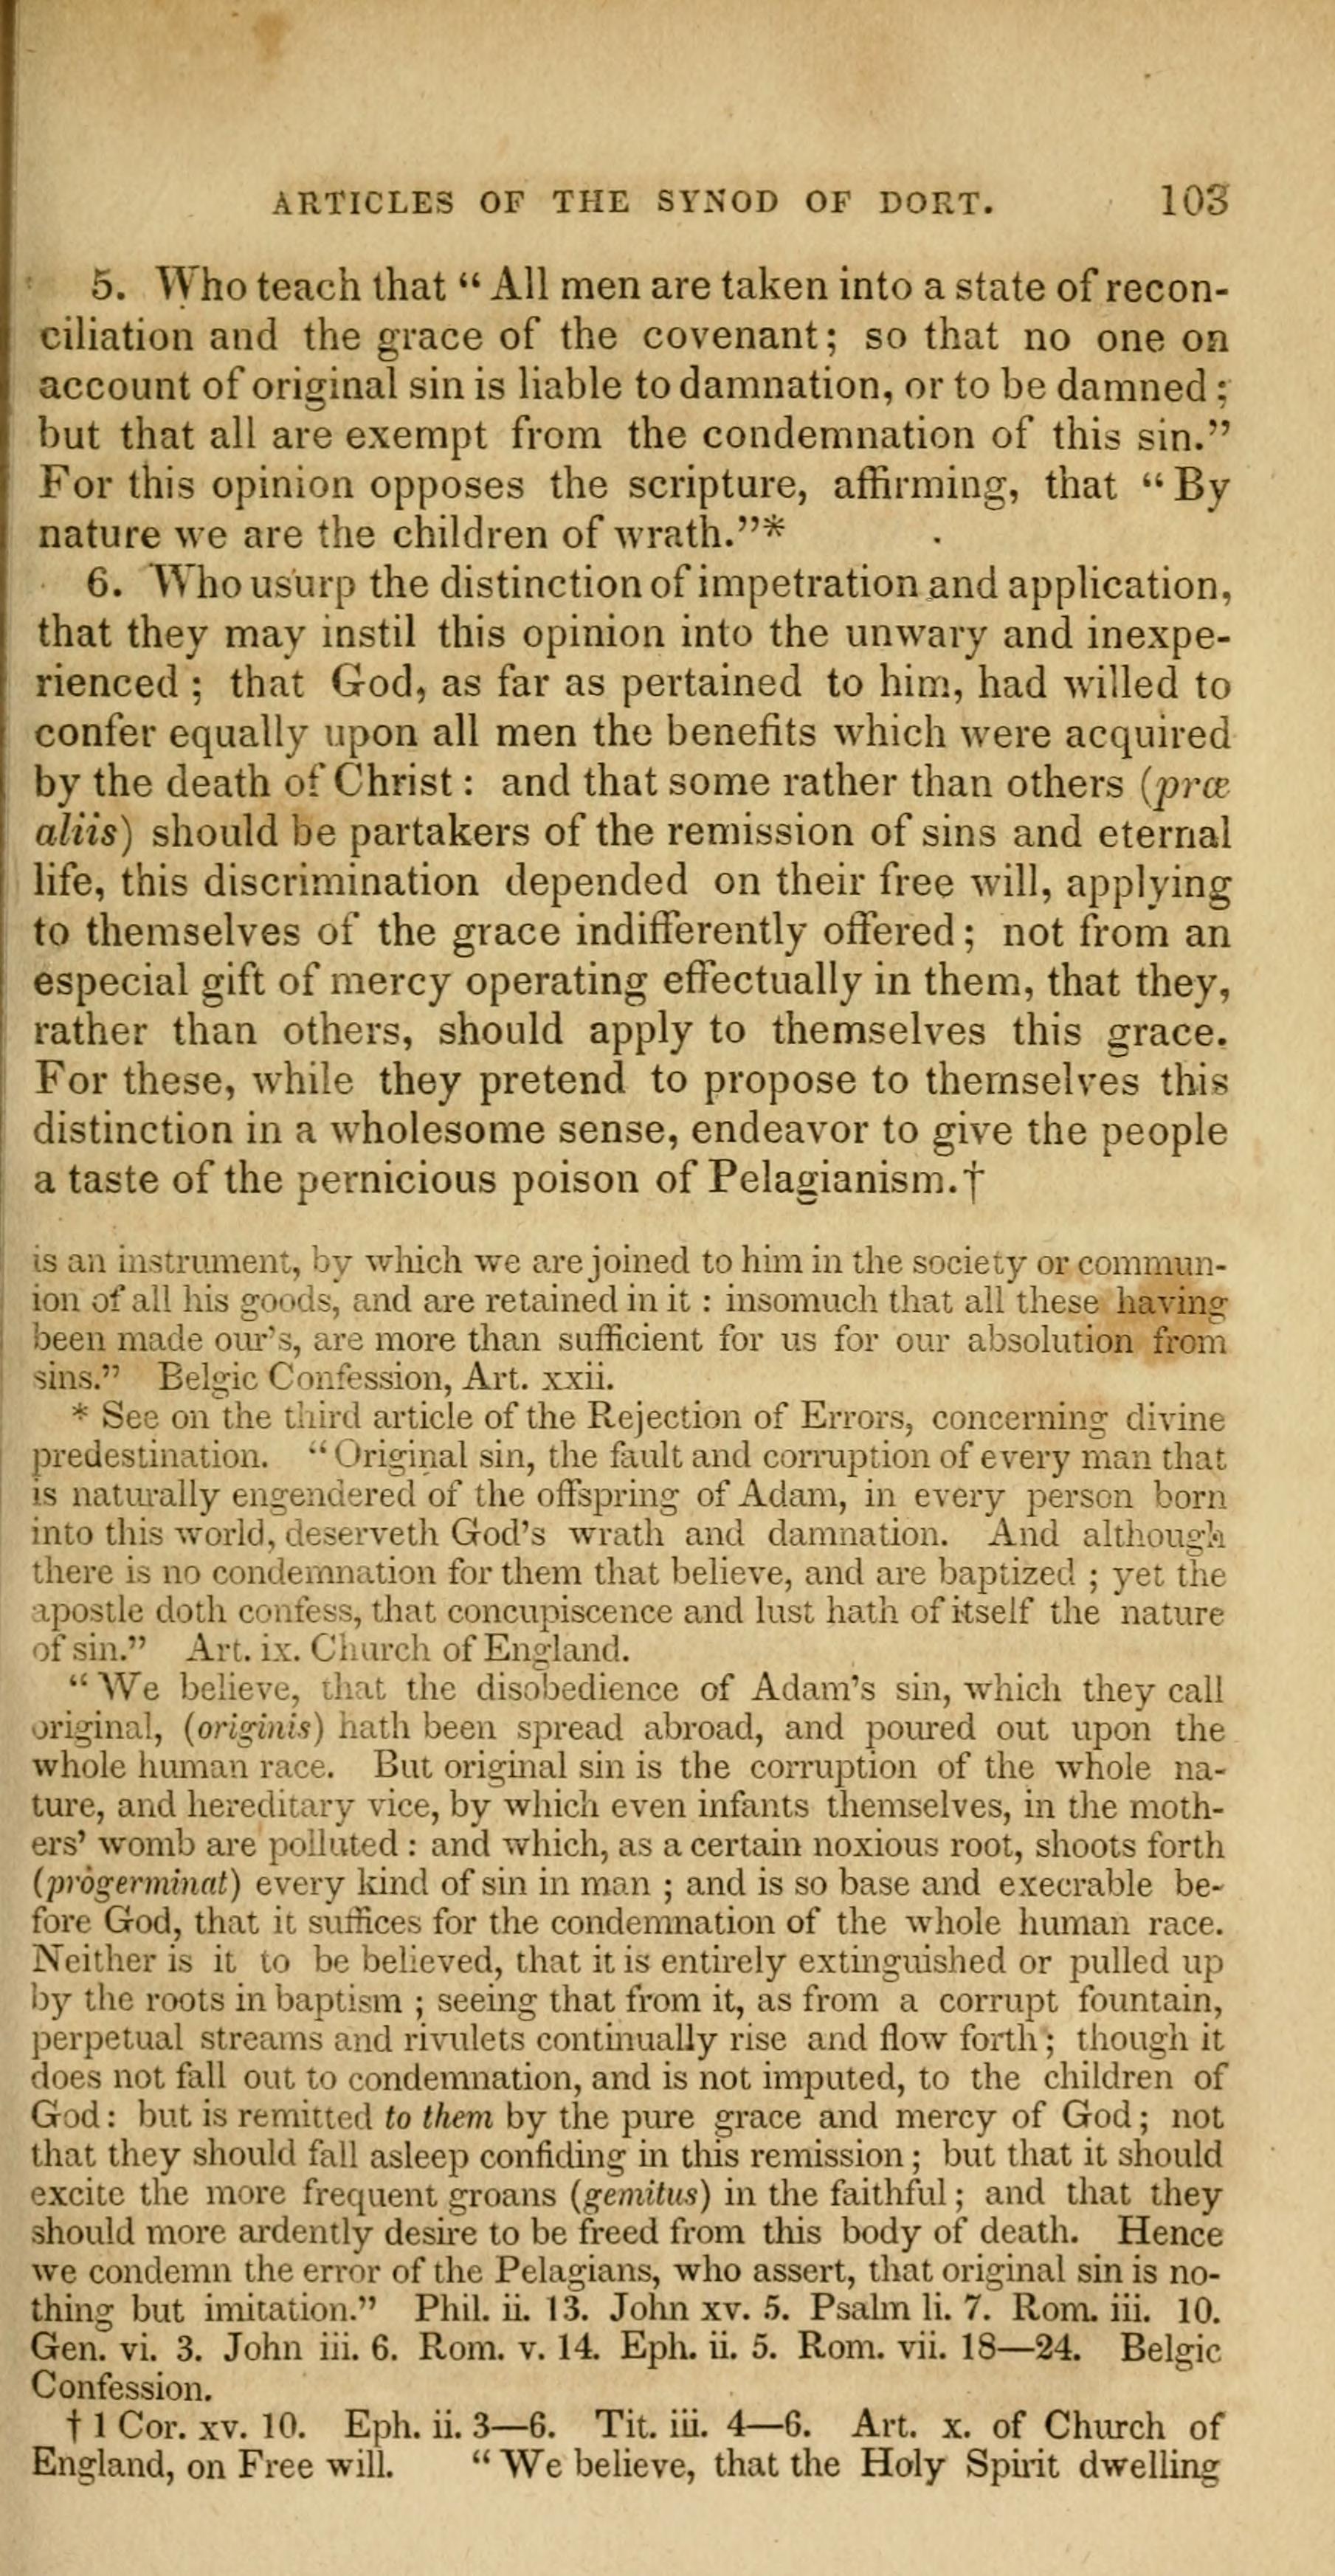 ARTICLES OF THE SYNOD OF DORT. 103
5. Who teach that "All men are taken into a state of recon-
ciliation and the grace of the covenant; so that no one on
account of original sin is liable to damnation, or to be damned;
but that all are exempt from the condemnation of this sin."
For this opinion opposes the scripture, affirming, that "By
nature we are the children of wrath."*
6. Who usurp the distinction of impetration and application,
that they may instil this opinion into the unwary and inexpe-
rienced; that God, as far as pertained to him, had willed to
confer equally upon all men the benefits which were acquired
by the death of Christ: and that some rather than others (præ
aliis) should be partakers of the remission of sins and eternal
life, this discrimination depended on their free will, applying
to themselves of the grace indifferently offered; not from an
especial gift of mercy operating effectually in them, that they,
rather than others, should apply to themselves this grace.
For these, while they pretend to propose to themselves this
distinction in a wholesome sense, endeavor to give the people
a taste of the pernicious poison of Pelagianism.†
is an instrument, by which we are joined to him in the society or commun-
ion of all his goods, and are retained in it: insomuch that all these having
been made our's, are more than sufficient for us for our absolution from
sins." Belgic Confession, Art. xxii.
* See on the third article of the Rejection of Errors, concerning divine
predestination. "Original sin, the fault and corruption of every man that
is naturally engendered of the offspring of Adam, in every person born
into this world, deserveth God's wrath and damnation. And although
there is no condemnation for them that believe, and are baptized; yet the
apostle doth confess, that concupiscence and lust hath of itself the nature
of sin." Art. ix. Church of England.
"We believe, that the disobedience of Adam's sin, which they call
original, (originis) hath been spread abroad, and poured out upon the
whole human race. But original sin is the corruption of the whole na-
ture, and hereditary vice, by which even infants themselves, in the moth-
ers' womb are polluted: and which, as a certain noxious root, shoots forth
(progerminat) every kind of sin in man; and is so base and execrable be-
fore God, that it suffices for the condemnation of the whole human race.
Neither is it to be believed, that it is entirely extinguished or pulled up
by the roots in baptism; seeing that from it, as from a corrupt fountain,
perpetual streams and rivulets continually rise and flow forth; though it
does not fall out to condemnation, and is not imputed, to the children of
God: but is remitted to them by the pure grace and mercy of God; not
that they should fall asleep confiding in this remission; but that it should
excite the more frequent groans (gemitus) in the faithful; and that they
should more ardently desire to be freed from this body of death. Hence
we condemn the error of the Pelagians, who assert, that original sin is no-
thing but imitation." Phil. ii. 13. John xv. 5. Psalm li. 7. Rom. iii. 10.
Gen. vi. 3. John iii. 6. Rom. v. 14. Eph. ii. 5. Rom. vii. 18—24. Belgic
Confession.
† 1 Cor. xv. 10. Eph. ii. 3—6. Tit. iii. 4—6. Art. x. of Church of
England, on Free will. "We believe, that the Holy Spirit dwelling